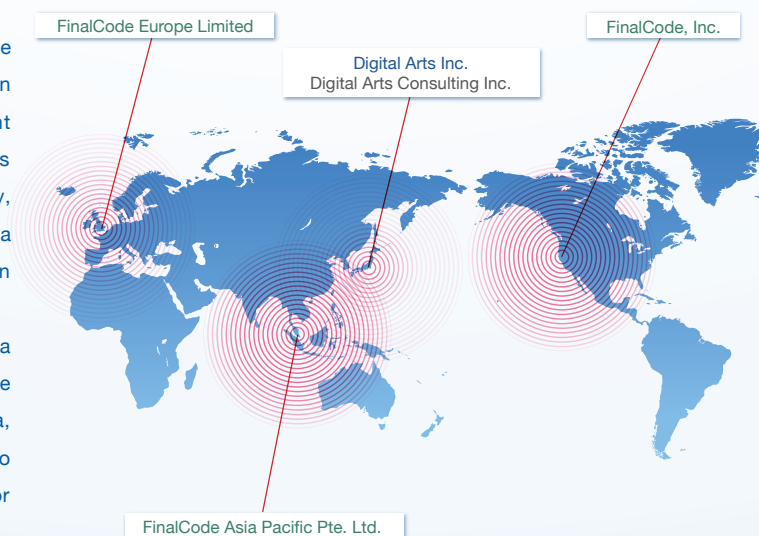 FinalCode Europe Limited
FinalCode, Inc.
Digital Arts Inc.
Digital Arts Consulting Inc.
FinalCode Asia Pacific Pte. Ltd.